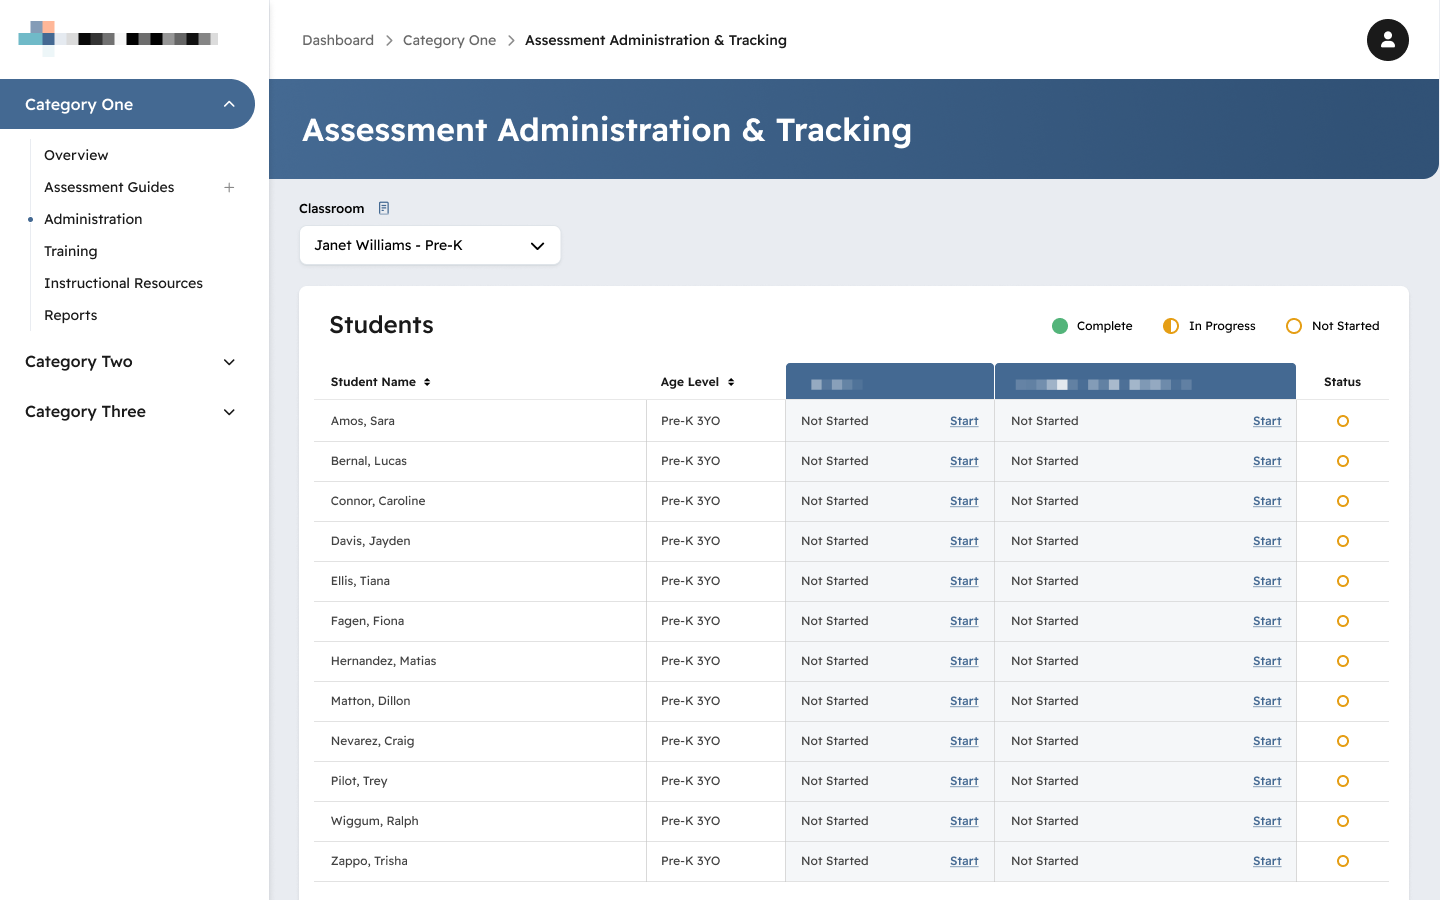 Dashboard > Category One > Assessment Administration & Tracking
Category One
Overview
Assessment Guides +
Administration
Training
Instructional Resources
Reports
Category Two
Category Three
Assessment Administration & Tracking
Classroom
Janet Williams - Pre-K
Students
Complete In Progress Not Started
Student Name Age Level Status
Amos, Sara Pre-K 3YO Not Started Start Not Started Start
Bernal, Lucas Pre-K 3YO Not Started Start Not Started Start
Connor, Caroline Pre-K 3YO Not Started Start Not Started Start
Davis, Jayden Pre-K 3YO Not Started Start Not Started Start
Ellis, Tiana Pre-K 3YO Not Started Start Not Started Start
Fagen, Fiona Pre-K 3YO Not Started Start Not Started Start
Hernandez, Matias Pre-K 3YO Not Started Start Not Started Start
Matton, Dillon Pre-K 3YO Not Started Start Not Started Start
Nevarez, Craig Pre-K 3YO Not Started Start Not Started Start
Pilot, Trey Pre-K 3YO Not Started Start Not Started Start
Wiggum, Ralph Pre-K 3YO Not Started Start Not Started Start
Zappo, Trisha Pre-K 3YO Not Started Start Not Started Start